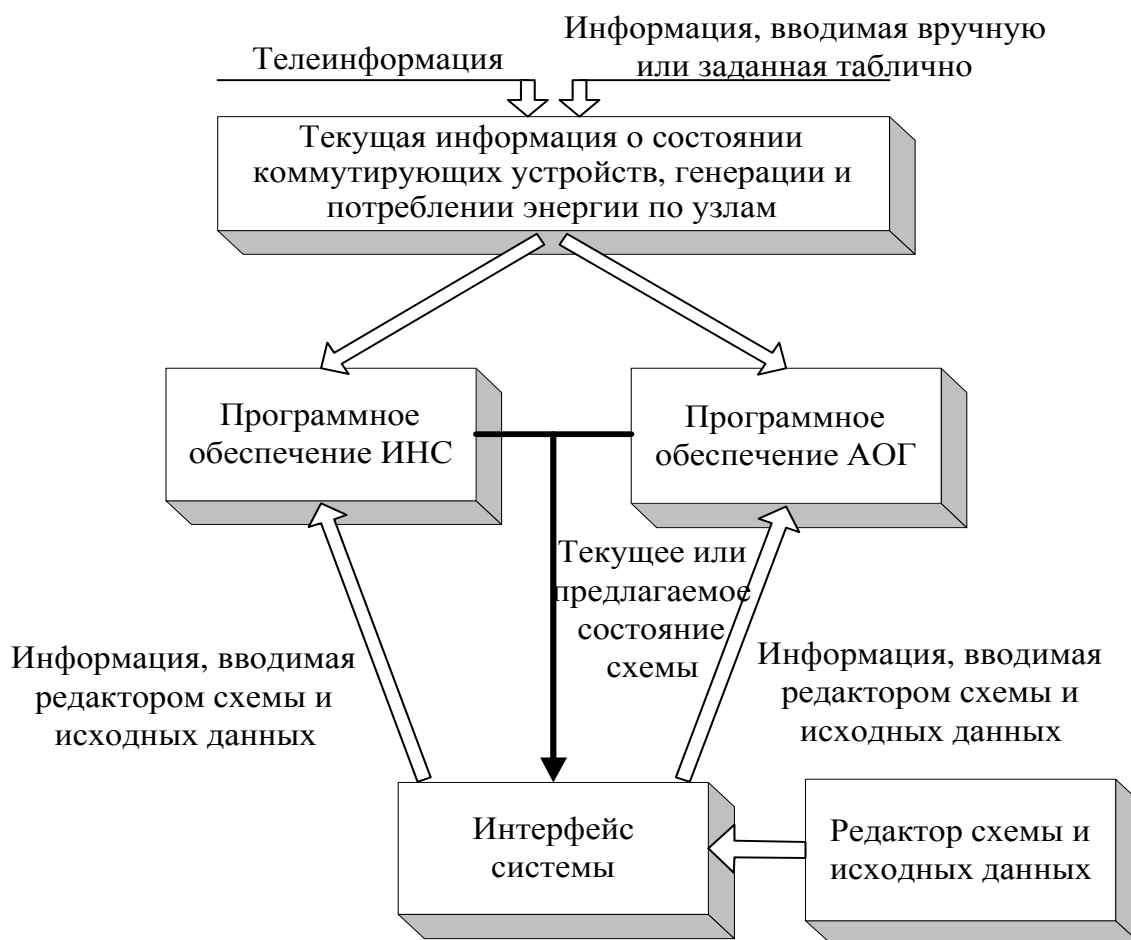 Телеинформация
Информация, вводимая вручную
или заданная таблично
Текущая информация о состоянии
коммутирующих устройств, генерации и
потреблении энергии по узлам
Программное
обеспечение ИНС
Программное
обеспечение АОГ
Текущее или
предлагаемое
состояние
схемы
Информация, вводимая
редактором схемы и
исходных данных
Информация, вводимая
редактором схемы и
исходных данных
Интерфейс
системы
Редактор схемы и
исходных данных